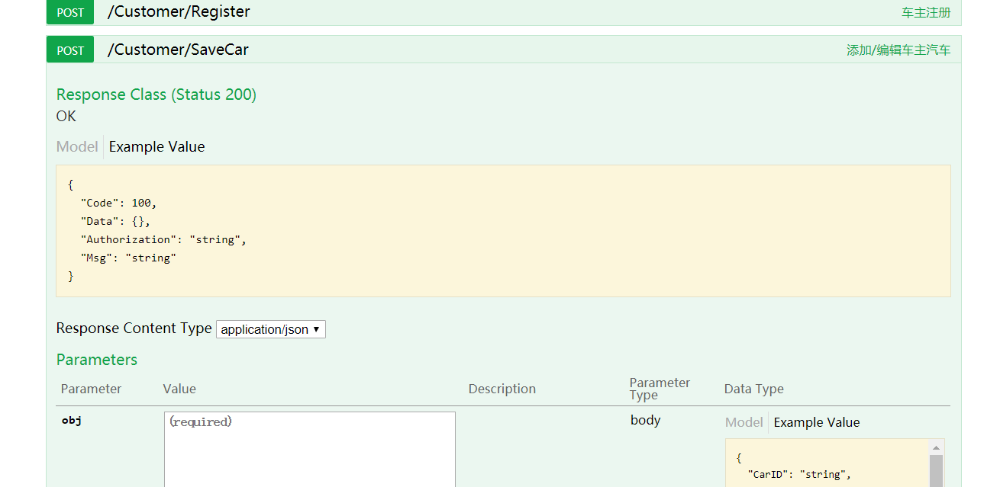 POST /Customer/Register 车主注册
POST /Customer/SaveCar 添加/编辑车主汽车
Response Class (Status 200)
OK
Model Example Value
{
"Code": 100,
"Data": {},
"Authorization": "string",
"Msg": "string"
}
Response Content Type application/json
Parameters
Parameter Value Description Parameter Type Data Type
obj (required) body Model Example Value
{
"CarID": "string",